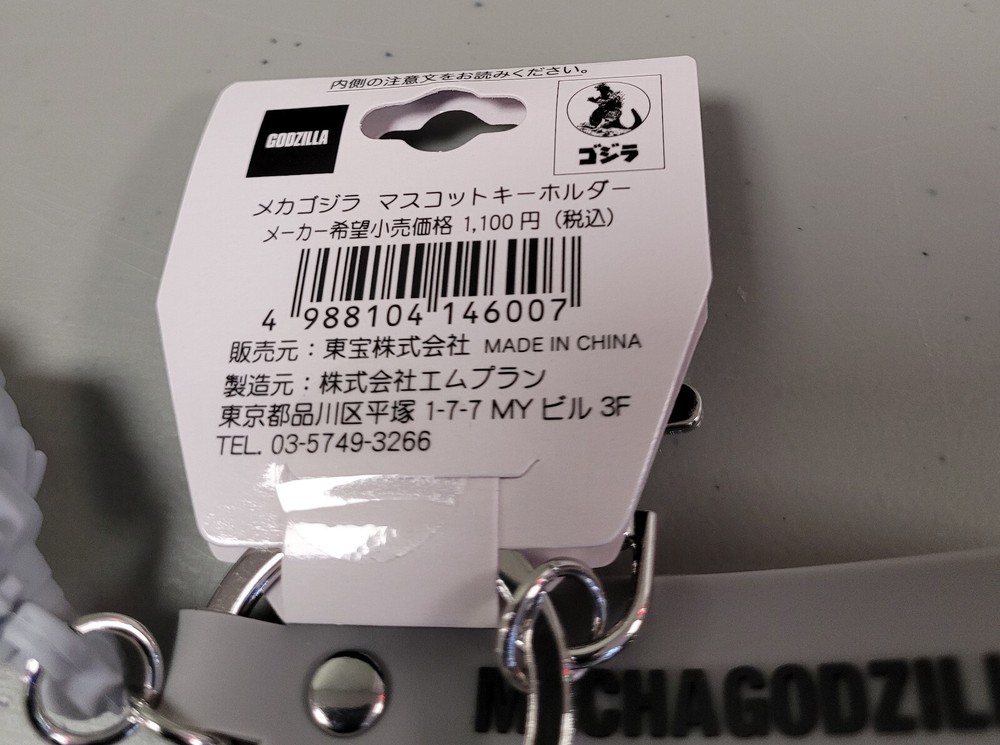 内側の注意文をお読みください。
GODZILLA
ゴジラ
メカゴジラ マスコットキーホルダー
メーカー希望小売価格 1,100 円（税込）
4 988104 146007
販売元：東宝株式会社 MADE IN CHINA
製造元：株式会社エムプラン
東京都品川区平塚 1-7-7 MY ビル 3F
TEL. 03-5749-3266